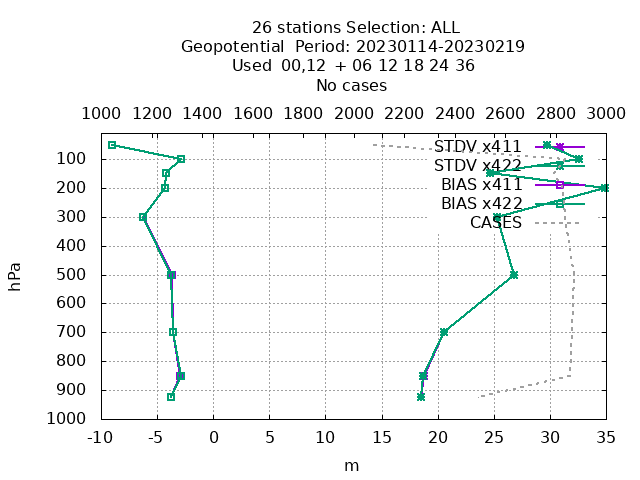 26 stations Selection: ALL
Geopotential  Period: 20230114-20230219
Used  00,12  + 06 12 18 24 36
No cases
1000 1200 1400 1600 1800 2000 2200 2400 2600 2800 3000
STDV x411
STDV x422
BIAS x411
BIAS x422
CASES
100
200
300
400
500
600
700
800
900
1000
hPa
-10 -5 0 5 10 15 20 25 30 35
m